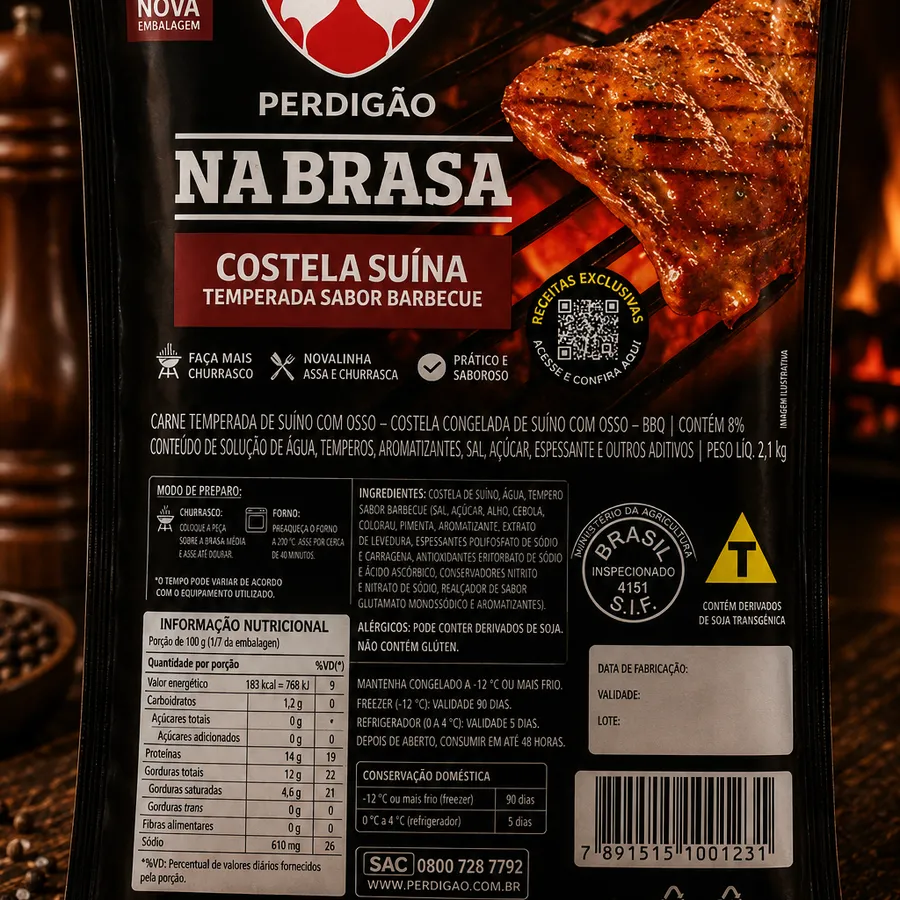 NOVA
EMBALAGEM
PERDIGÃO
NA BRASA
COSTELA SUÍNA
TEMPERADA SABOR BARBECUE
RECEITAS EXCLUSIVAS
ACESSE E CONFIRA AQUI
FAÇA MAIS
CHURRASCO
NOVALINHA
ASSA E CHURRASCA
PRÁTICO E
SABOROSO
IMAGEM ILUSTRATIVA
CARNE TEMPERADA DE SUÍNO COM OSSO – COSTELA CONGELADA DE SUÍNO COM OSSO – BBQ | CONTÉM 8%
CONTEÚDO DE SOLUÇÃO DE ÁGUA, TEMPEROS, AROMATIZANTES, SAL, AÇÚCAR, ESPESSANTE E OUTROS ADITIVOS | PESO LÍQ. 2,1 kg
MODO DE PREPARO:
CHURRASCO:
COLOQUE A PEÇA
SOBRE A BRASA MÉDIA
E ASSE ATÉ DOURAR.
FORNO:
PREAQUEÇA O FORNO
A 200 °C. ASSE POR CERCA
DE 40 MINUTOS.
*O TEMPO PODE VARIAR DE ACORDO
COM O EQUIPAMENTO UTILIZADO.
INGREDIENTES: COSTELA DE SUÍNO, ÁGUA, TEMPERO
SABOR BARBECUE (SAL, AÇÚCAR, ALHO, CEBOLA,
COLORAU, PIMENTA, AROMATIZANTE, EXTRATO
DE LEVEDURA, ESPESSANTES POLIFOSFATO DE SÓDIO
E CARRAGENA, ANTIOXIDANTES ERITORBATO DE SÓDIO
E ÁCIDO ASCÓRBICO, CONSERVADORES NITRITO
E NITRATO DE SÓDIO, REALÇADOR DE SABOR
GLUTAMATO MONOSSÓDICO E AROMATIZANTES).
ALÉRGICOS: PODE CONTER DERIVADOS DE SOJA.
NÃO CONTÉM GLÚTEN.
MINISTÉRIO DA AGRICULTURA
BRASIL
INSPECIONADO
4151
S.I.F.
T
CONTÉM DERIVADOS
DE SOJA TRANSGÊNICA
INFORMAÇÃO NUTRICIONAL
Porção de 100 g (1/7 da embalagen)
Quantidade por porção %VD(*)
Valor energético 183 kcal = 768 kJ 9
Carboidratos 1,2 g 0
Açúcares totais 0 g *
Açúcares adicionados 0 g 0
Proteínas 14 g 19
Gorduras totais 12 g 22
Gorduras saturadas 4,6 g 21
Gorduras trans 0 g 0
Fibras alimentares 0 g 0
Sódio 610 mg 26
*%VD: Percentual de valores diários fornecidos
pela porção.
MANTENHA CONGELADO A -12 °C OU MAIS FRIO.
FREEZER (-12 °C): VALIDADE 90 DIAS.
REFRIGERADOR (0 A 4 °C): VALIDADE 5 DIAS.
DEPOIS DE ABERTO, CONSUMIR EM ATÉ 48 HORAS.
CONSERVAÇÃO DOMÉSTICA
-12 °C ou mais frio (freezer) 90 dias
0 °C a 4 °C (refrigerador) 5 dias
SAC 0800 728 7792
WWW.PERDIGAO.COM.BR
DATA DE FABRICAÇÃO:
VALIDADE:
LOTE:
7 891515 1001231